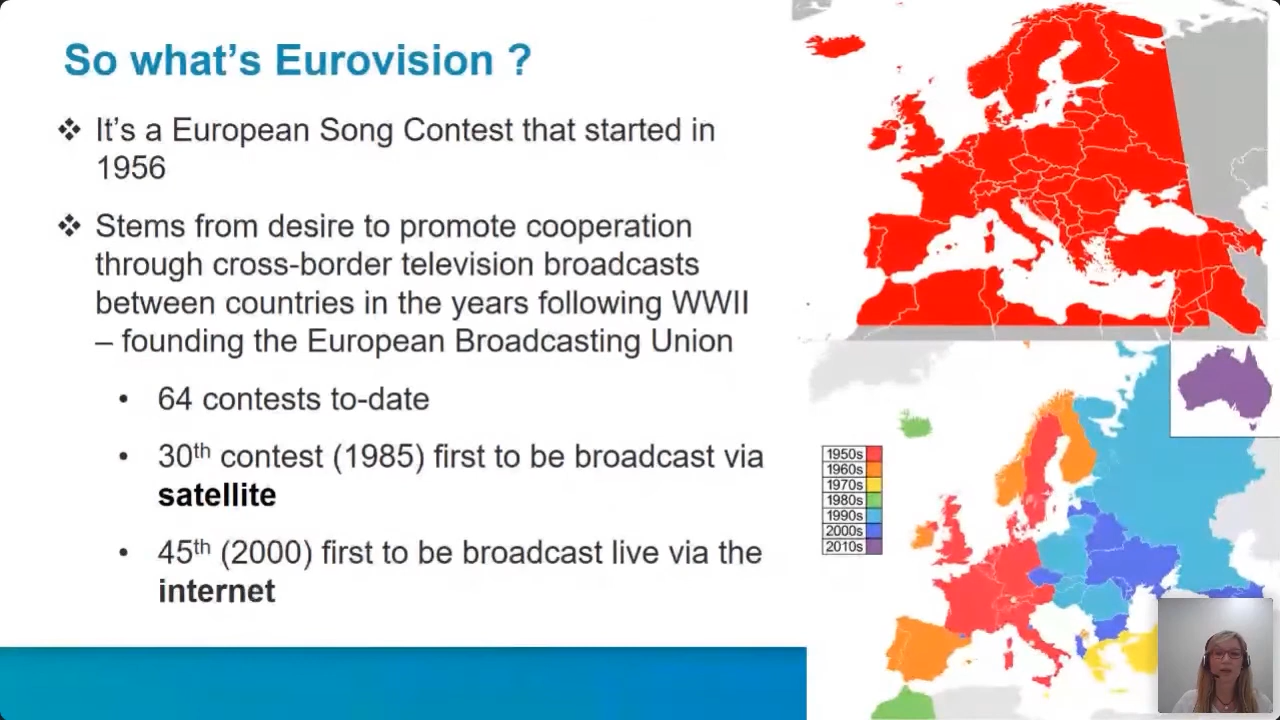 So what's Eurovision ?
❖ It's a European Song Contest that started in
1956
❖ Stems from desire to promote cooperation
through cross-border television broadcasts
between countries in the years following WWII
– founding the European Broadcasting Union
• 64 contests to-date
• 30th contest (1985) first to be broadcast via
satellite
• 45th (2000) first to be broadcast live via the
internet
1950s
1960s
1970s
1980s
1990s
2000s
2010s